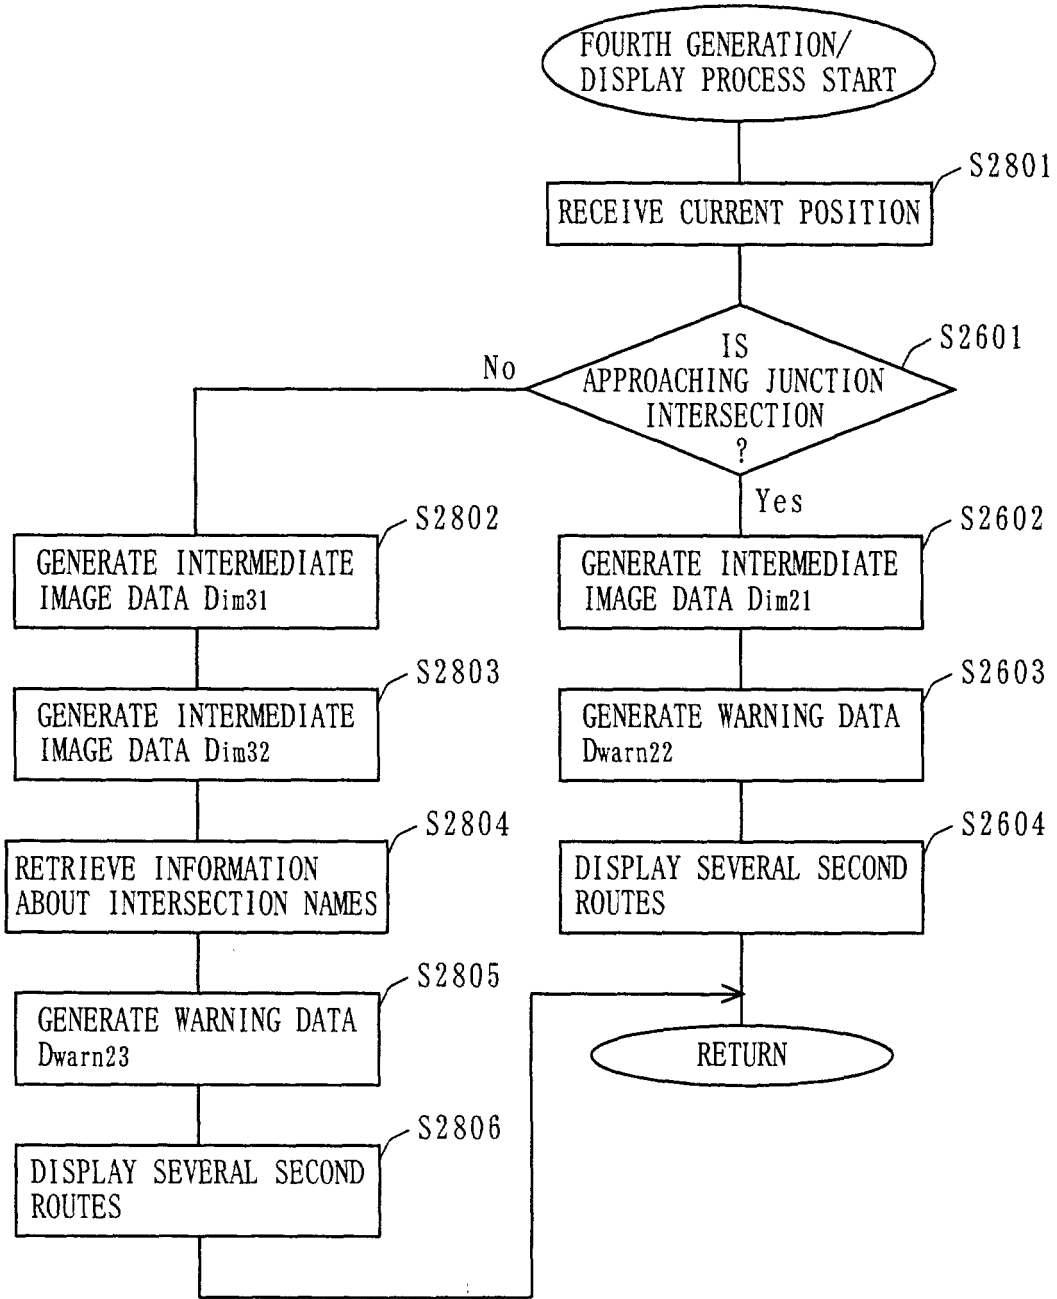 FOURTH GENERATION/
DISPLAY PROCESS START
S2801
RECEIVE CURRENT POSITION
S2601
IS
APPROACHING JUNCTION
INTERSECTION
?
No
Yes
S2802
GENERATE INTERMEDIATE
IMAGE DATA Dim31
S2803
GENERATE INTERMEDIATE
IMAGE DATA Dim32
S2804
RETRIEVE INFORMATION
ABOUT INTERSECTION NAMES
S2805
GENERATE WARNING DATA
Dwarn23
S2806
DISPLAY SEVERAL SECOND
ROUTES
S2602
GENERATE INTERMEDIATE
IMAGE DATA Dim21
S2603
GENERATE WARNING DATA
Dwarn22
S2604
DISPLAY SEVERAL SECOND
ROUTES
RETURN